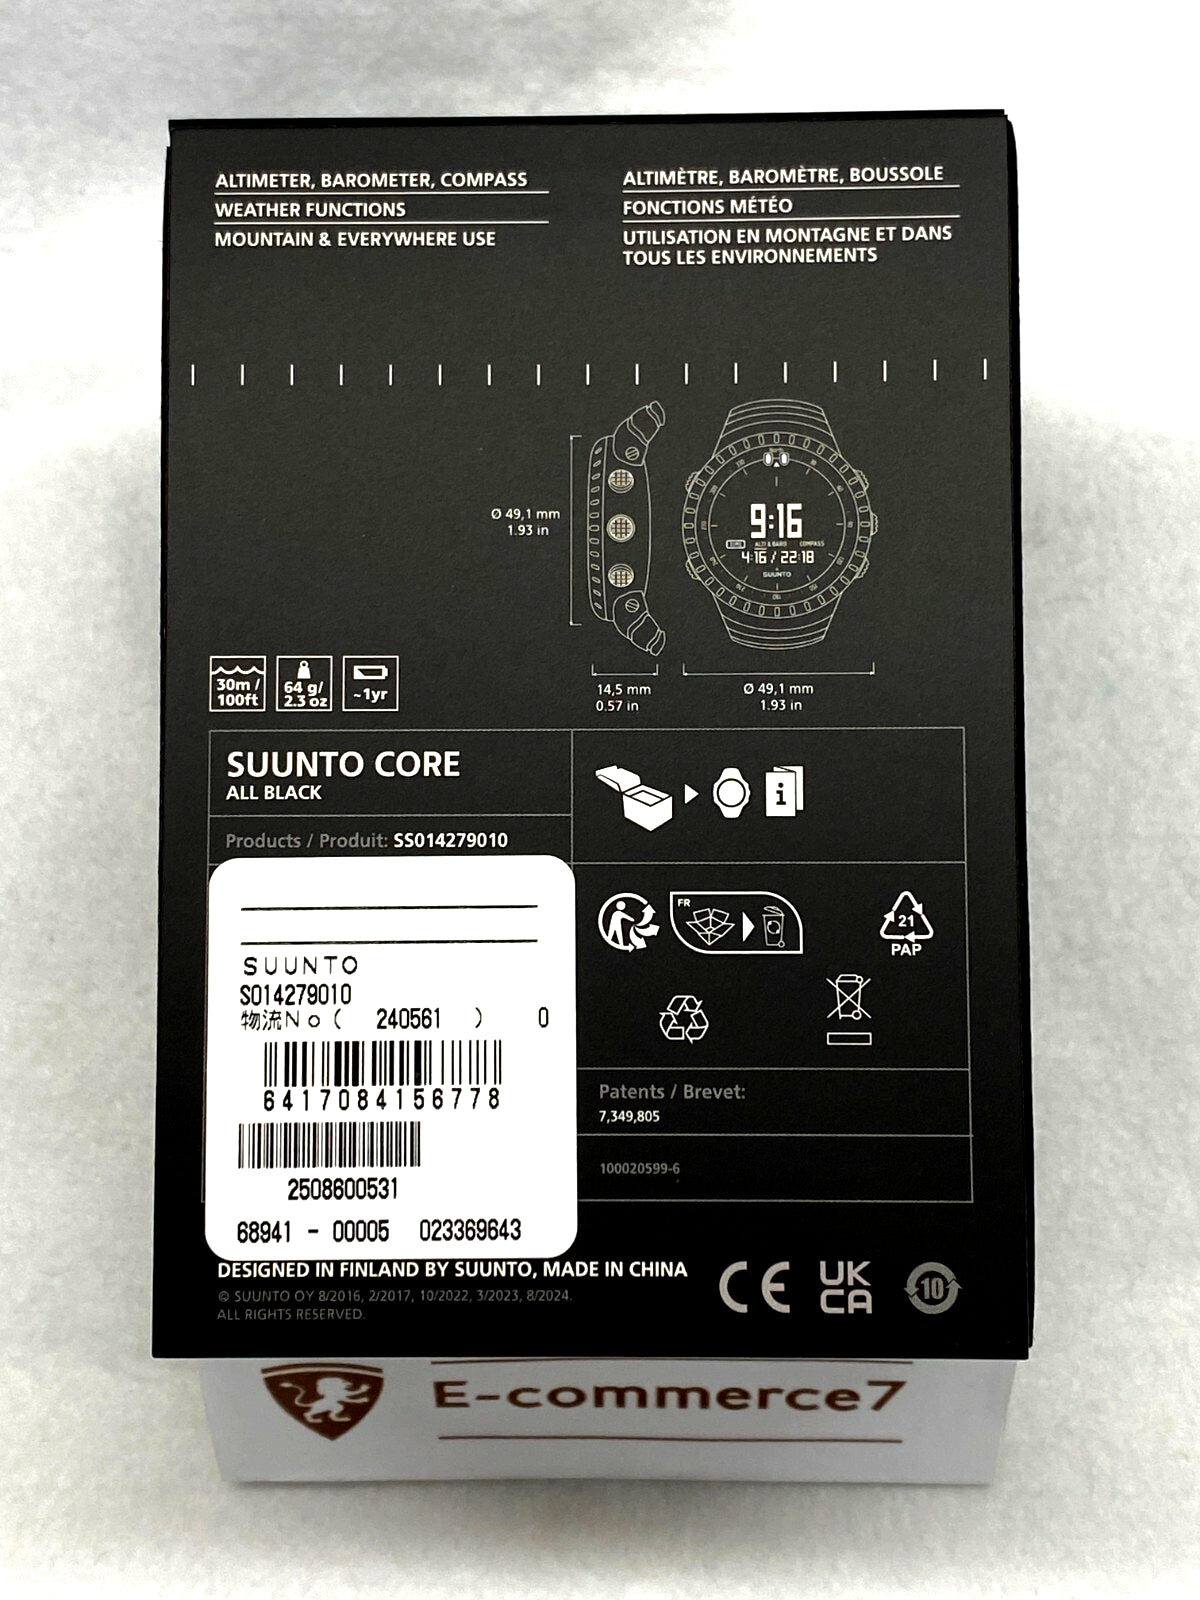 ALTIMETER, BAROMETER, COMPASS
WEATHER FUNCTIONS
MOUNTAIN & EVERYWHERE USE
ALTIMÈTRE, BAROMÈTRE, BOUSSOLE
FONCTIONS MÉTÉO
UTILISATION EN MONTAGNE ET DANS
TOUS LES ENVIRONNEMENTS
Ø 49,1 mm
1.93 in
9:16
TIME ALTI & BARO COMPASS
4:16 / 22:18
SUUNTO
14,5 mm
0.57 in
Ø 49,1 mm
1.93 in
30m /
100ft
64 g/
2.3 oz
~1yr
SUUNTO CORE
ALL BLACK
Products / Produit: SS014279010
SUUNTO
S014279010
物流No( 240561 ) 0
6417084156778
2508600531
68941 - 00005 023369643
i
FR
21
PAP
Patents / Brevet:
7,349,805
100020599-6
DESIGNED IN FINLAND BY SUUNTO, MADE IN CHINA
© SUUNTO OY 8/2016, 2/2017, 10/2022, 3/2023, 8/2024.
ALL RIGHTS RESERVED.
CE
UK
CA
10
E-commerce7